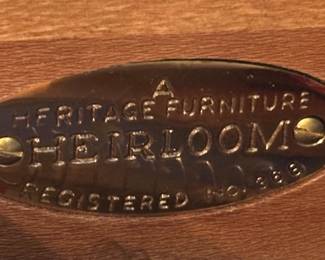 A
HERITAGE FURNITURE
HEIRLOOM
REGISTERED NO.